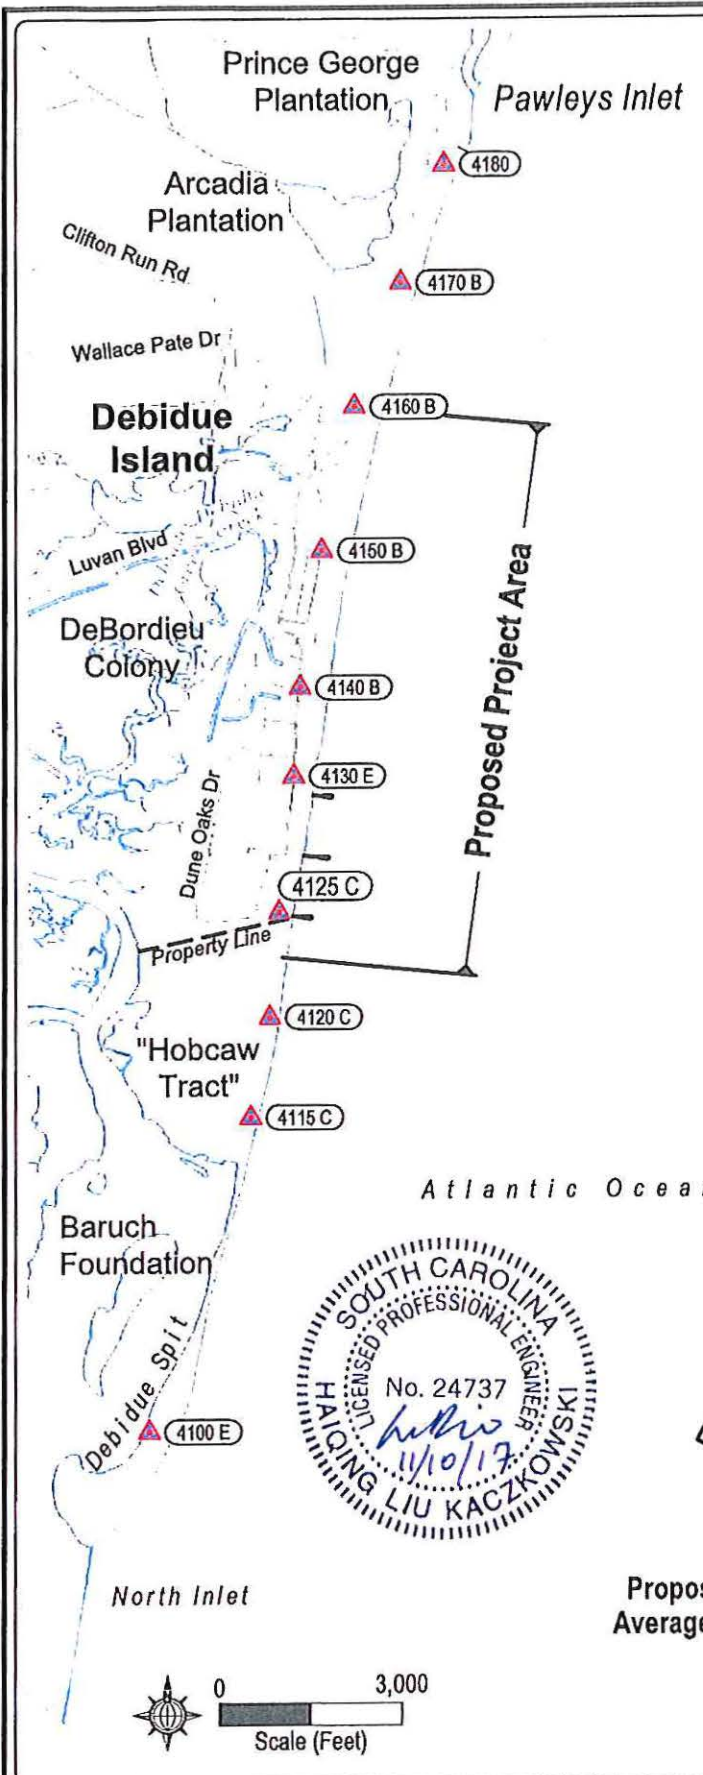 Prince George
Plantation
Pawleys Inlet
4180
Arcadia
Plantation
Clifton Run Rd
4170 B
Wallace Pate Dr
4160 B
Debidue
Island
Luvan Blvd
4150 B
Proposed Project Area
DeBordieu
Colony
4140 B
4130 E
Dune Oaks Dr
4125 C
Property Line
4120 C
"Hobcaw
Tract"
4115 C
Atlantic Ocea
Baruch
Foundation
SOUTH CAROLINA
LICENSED PROFESSIONAL ENGINEER
No. 24737
11/10/17
HAIQING LIU KACZKOWSKI
Debidue Spit
4100 E
North Inlet
Propos
Average
N
0 3,000
Scale (Feet)